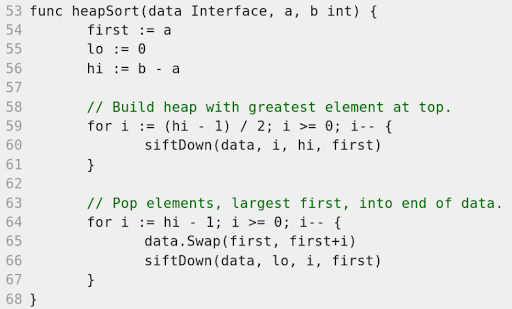 53 func heapSort(data Interface, a, b int) {
54 first := a
55 lo := 0
56 hi := b - a
57
58 // Build heap with greatest element at top.
59 for i := (hi - 1) / 2; i >= 0; i-- {
60 siftDown(data, i, hi, first)
61 }
62
63 // Pop elements, largest first, into end of data.
64 for i := hi - 1; i >= 0; i-- {
65 data.Swap(first, first+i)
66 siftDown(data, lo, i, first)
67 }
68 }